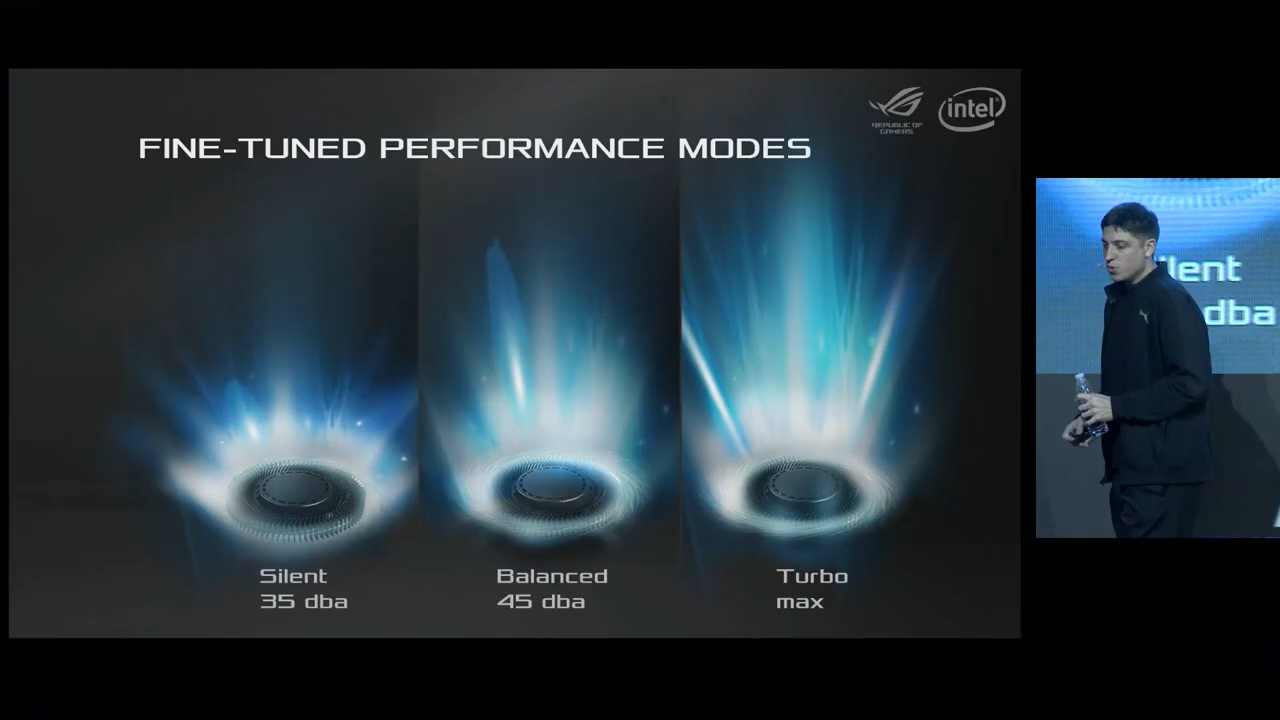 REPUBLIC OF
GAMERS
intel
FINE-TUNED PERFORMANCE MODES
Silent
35 dba
Balanced
45 dba
Turbo
max
ilent
dba